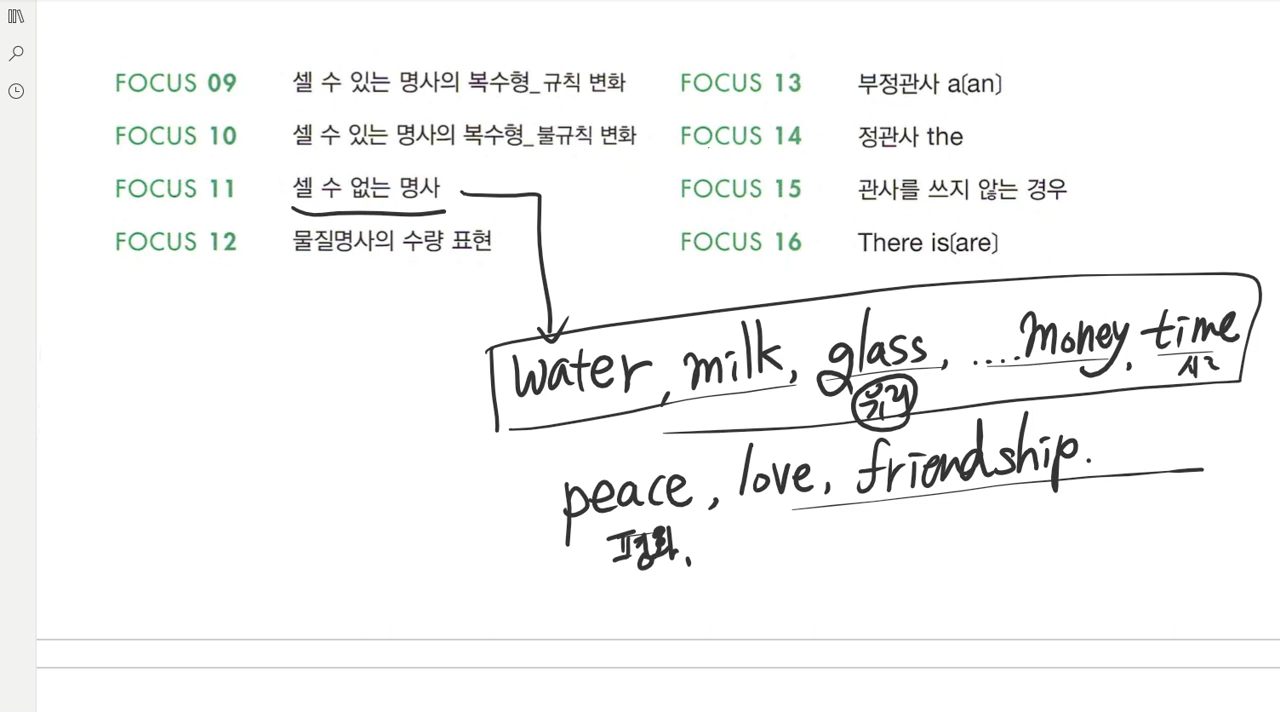 FOCUS 09 셀 수 있는 명사의 복수형_규칙 변화
FOCUS 10 셀 수 있는 명사의 복수형_불규칙 변화
FOCUS 11 셀 수 없는 명사
FOCUS 12 물질명사의 수량 표현
FOCUS 13 부정관사 a(an)
FOCUS 14 정관사 the
FOCUS 15 관사를 쓰지 않는 경우
FOCUS 16 There is(are)
water, milk, glass, ....money, time
유리
peace, love, friendship.
평화.